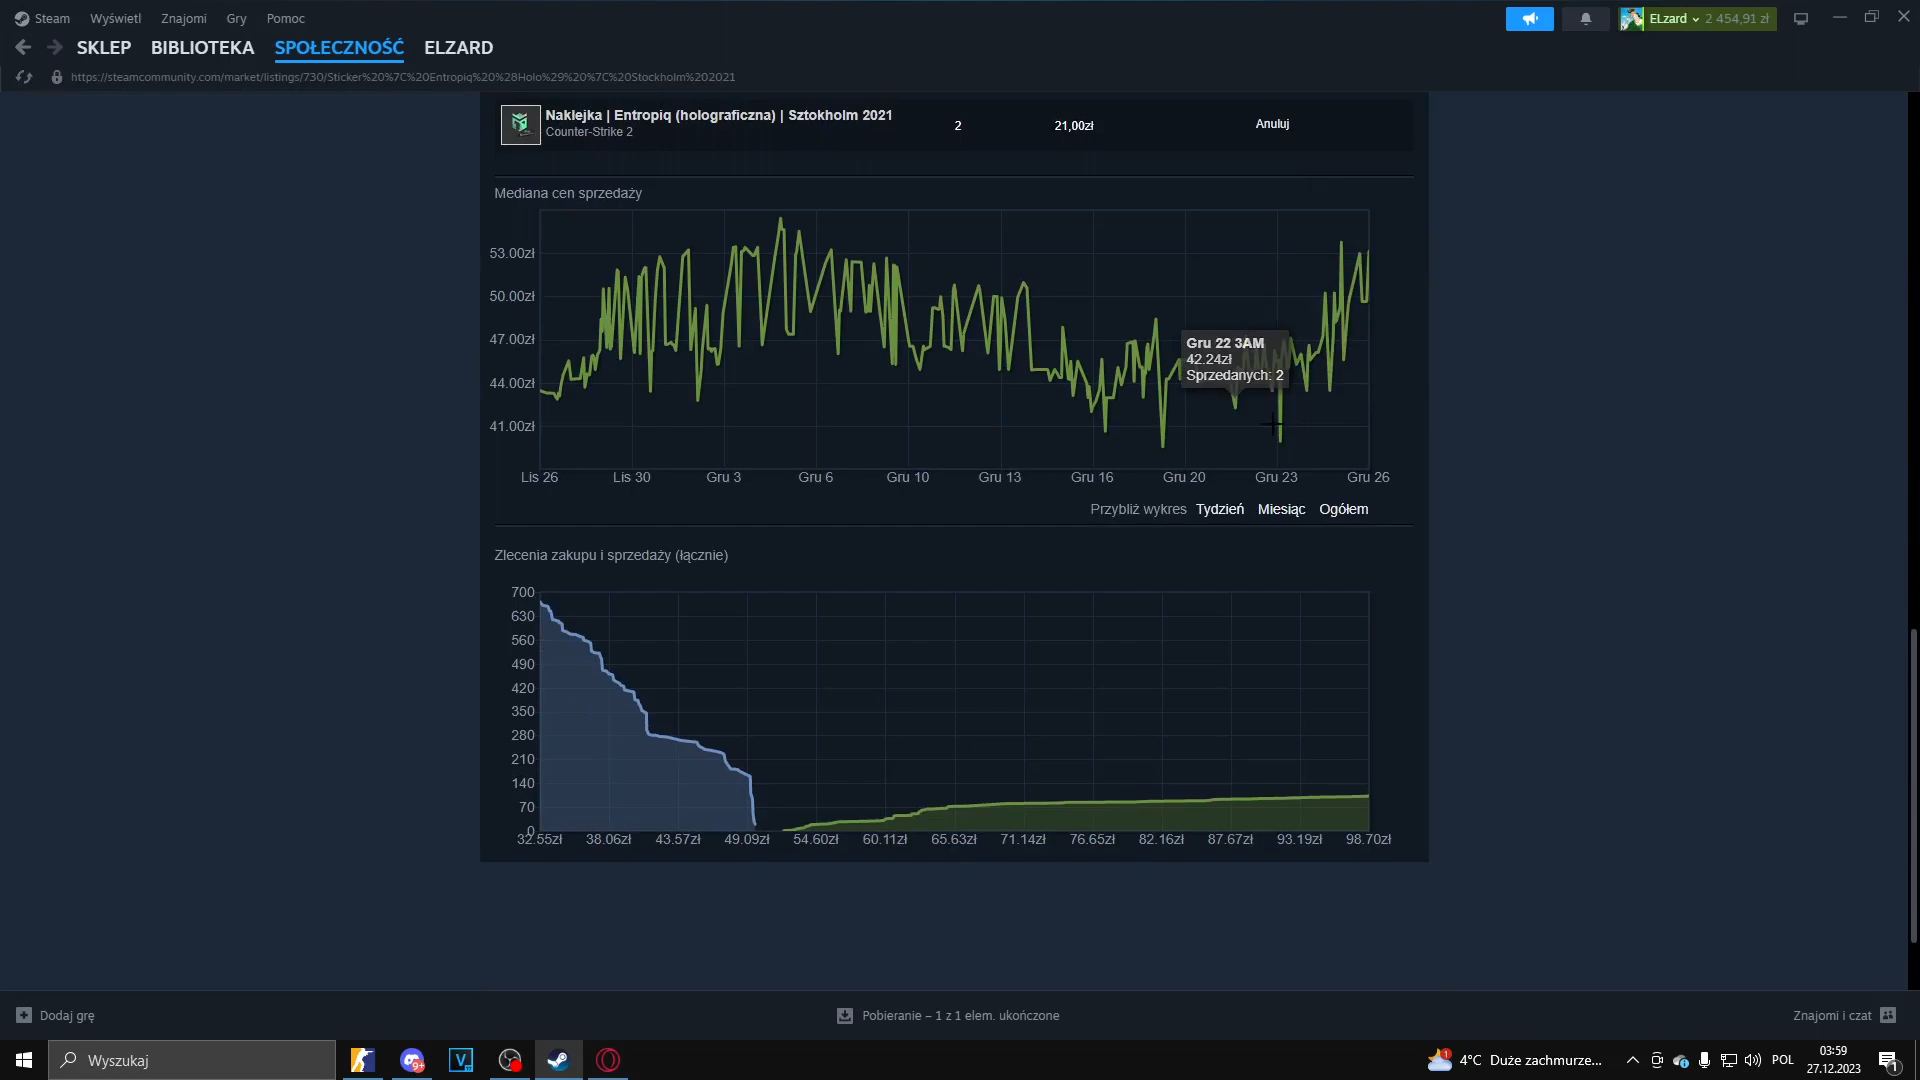 Steam Wyświetl Znajomi Gry Pomoc
ELzard 2 454,91 zł
SKLEP BIBLIOTEKA SPOŁECZNOŚĆ ELZARD
https://steamcommunity.com/market/listings/730/Sticker%20%7C%20Entropiq%20%28Holo%29%20%7C%20Stockholm%202021
Naklejka | Entropiq (holograficzna) | Sztokholm 2021
Counter-Strike 2
2 21,00zł Anuluj
Mediana cen sprzedaży
53.00zł
50.00zł
47.00zł
44.00zł
41.00zł
Gru 22 3AM
42.24zł
Sprzedanych: 2
Lis 26 Lis 30 Gru 3 Gru 6 Gru 10 Gru 13 Gru 16 Gru 20 Gru 23 Gru 26
Przybliż wykres Tydzień Miesiąc Ogółem
Zlecenia zakupu i sprzedaży (łącznie)
700
630
560
490
420
350
280
210
140
70
0
32.55zł 38.06zł 43.57zł 49.09zł 54.60zł 60.11zł 65.63zł 71.14zł 76.65zł 82.16zł 87.67zł 93.19zł 98.70zł
Dodaj grę Pobieranie – 1 z 1 elem. ukończone Znajomi i czat
Wyszukaj 9+ V 1 4°C Duże zachmurze... POL 03:59
27.12.2023 1